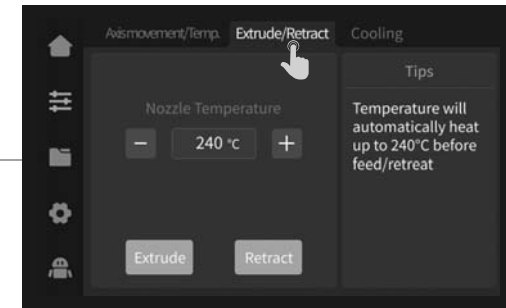 Axismovement/Temp. Extrude/Retract Cooling
Tips
Nozzle Temperature
− 240 °C +
Temperature will
automatically heat
up to 240°C before
feed/retreat
Extrude Retract